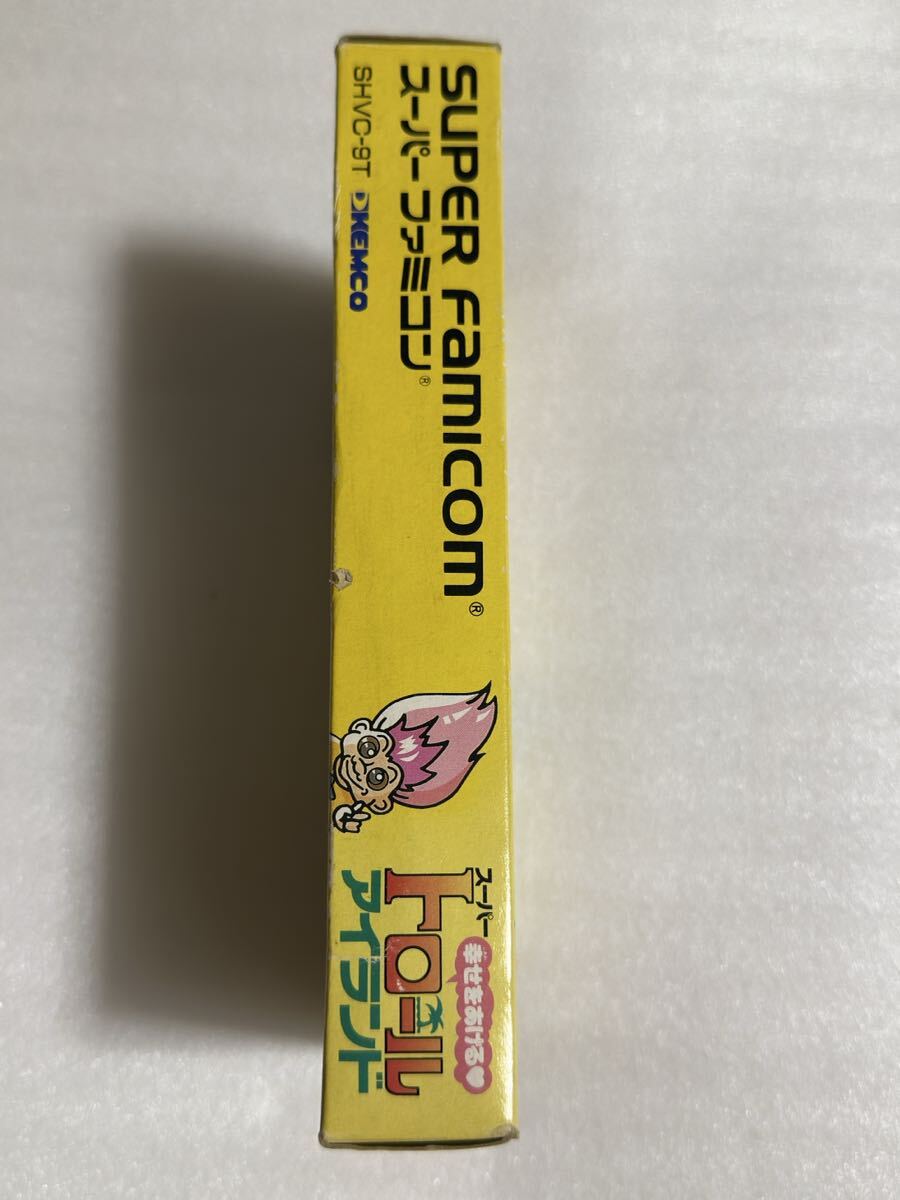 SUPER FAMICOM®
スーパーファミコン®
SHVC-9T KEMCO
スーパー
幸せをあげる♥
トロール
アイランド